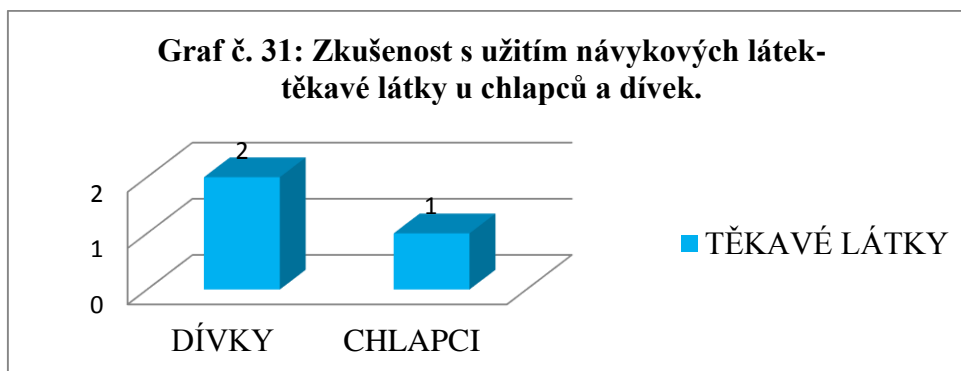 Graf č. 31: Zkušenost s užitím návykových látek-
těkavé látky u chlapců a dívek.
2
2
1
1
0
TĚKAVÉ LÁTKY
DÍVKY CHLAPCI